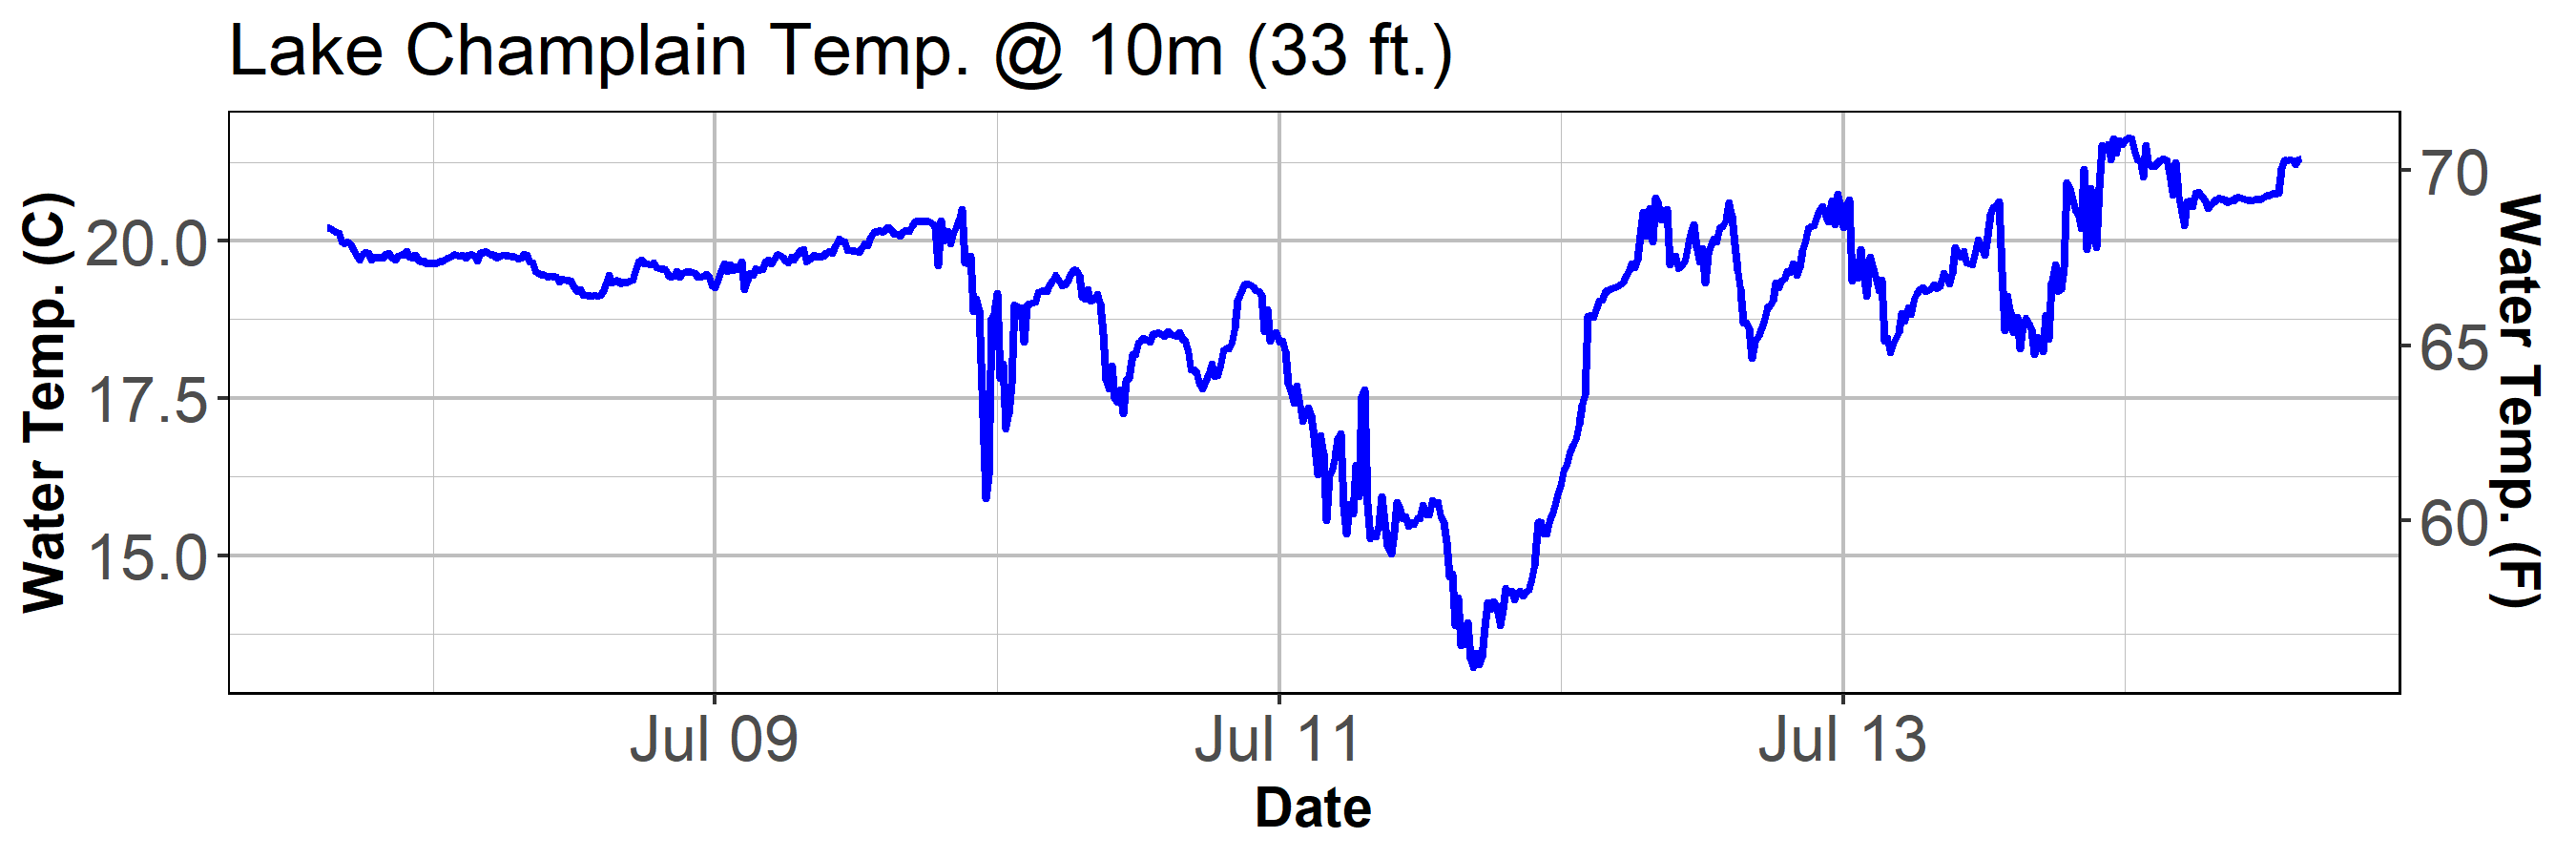 Lake Champlain Temp. @ 10m (33 ft.)
Water Temp. (C)
20.0
17.5
15.0
70
65
60
Water Temp. (F)
Jul 09
Jul 11
Jul 13
Date